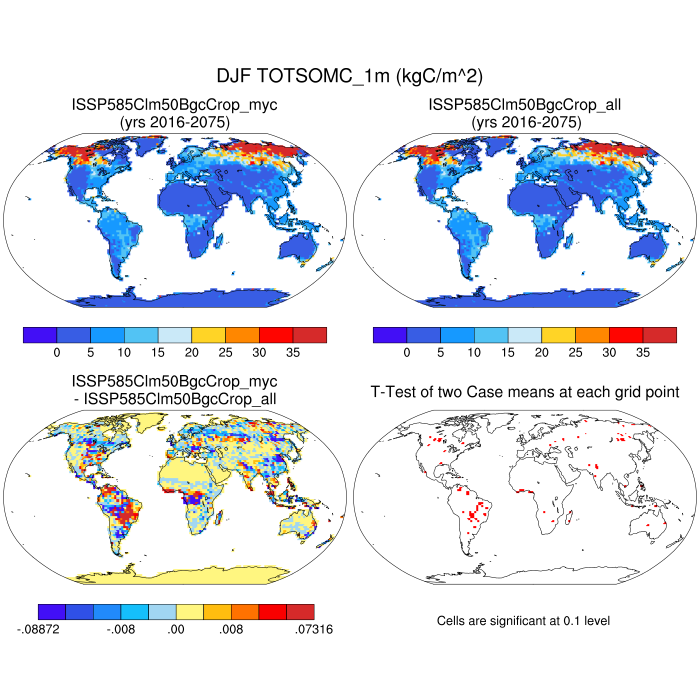 DJF TOTSOMC_1m (kgC/m^2)
ISSP585Clm50BgcCrop_myc
(yrs 2016-2075)
ISSP585Clm50BgcCrop_all
(yrs 2016-2075)
0 5 10 15 20 25 30 35
0 5 10 15 20 25 30 35
ISSP585Clm50BgcCrop_myc
- ISSP585Clm50BgcCrop_all
T-Test of two Case means at each grid point
-.08872 -.008 .00 .008 .07316
Cells are significant at 0.1 level